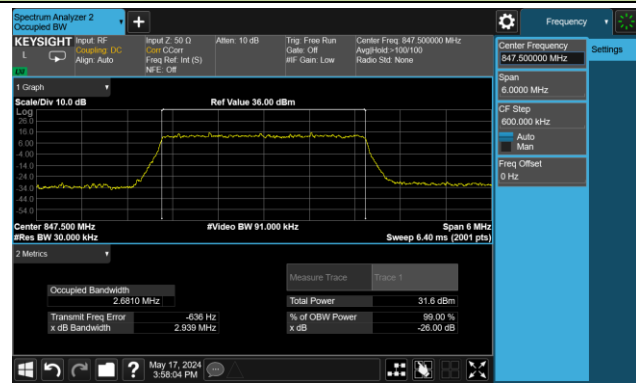 Spectrum Analyzer 2
Occupied BW
Frequency
KEYSIGHT
L
Input: RF
Coupling: DC
Align: Auto
Input Z: 50 Ω
Corr CCorr
Freq Ref: Int (S)
NFE: Off
Atten: 10 dB
Trig: Free Run
Gate: Off
#IF Gain: Low
Center Freq: 847.500000 MHz
Avg|Hold:>100/100
Radio Std: None
Center Frequency
847.500000 MHz
Settings
Span
6.0000 MHz
CF Step
600.000 kHz
Auto
Man
Freq Offset
0 Hz
1 Graph
Scale/Div 10.0 dB
Ref Value 36.00 dBm
Log
26.0
16.0
6.00
-4.00
-14.0
-24.0
-34.0
-44.0
-54.0
Center 847.500 MHz
#Video BW 91.000 kHz
Span 6 MHz
#Res BW 30.000 kHz
Sweep 6.40 ms (2001 pts)
2 Metrics
Measure Trace
Trace 1
Occupied Bandwidth
2.6810 MHz
Total Power
31.6 dBm
Transmit Freq Error
-636 Hz
% of OBW Power
99.00 %
x dB Bandwidth
2.939 MHz
x dB
-26.00 dB
May 17, 2024
3:58:04 PM